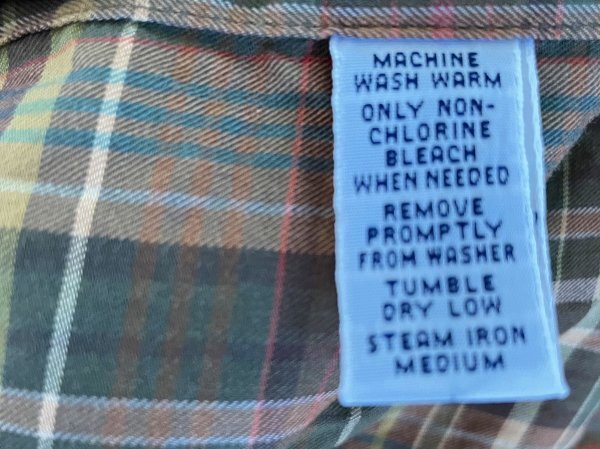 MACHINE
WASH WARM
ONLY NON-
CHLORINE
BLEACH
WHEN NEEDED
REMOVE
PROMPTLY
FROM WASHER
TUMBLE
DRY LOW
STEAM IRON
MEDIUM